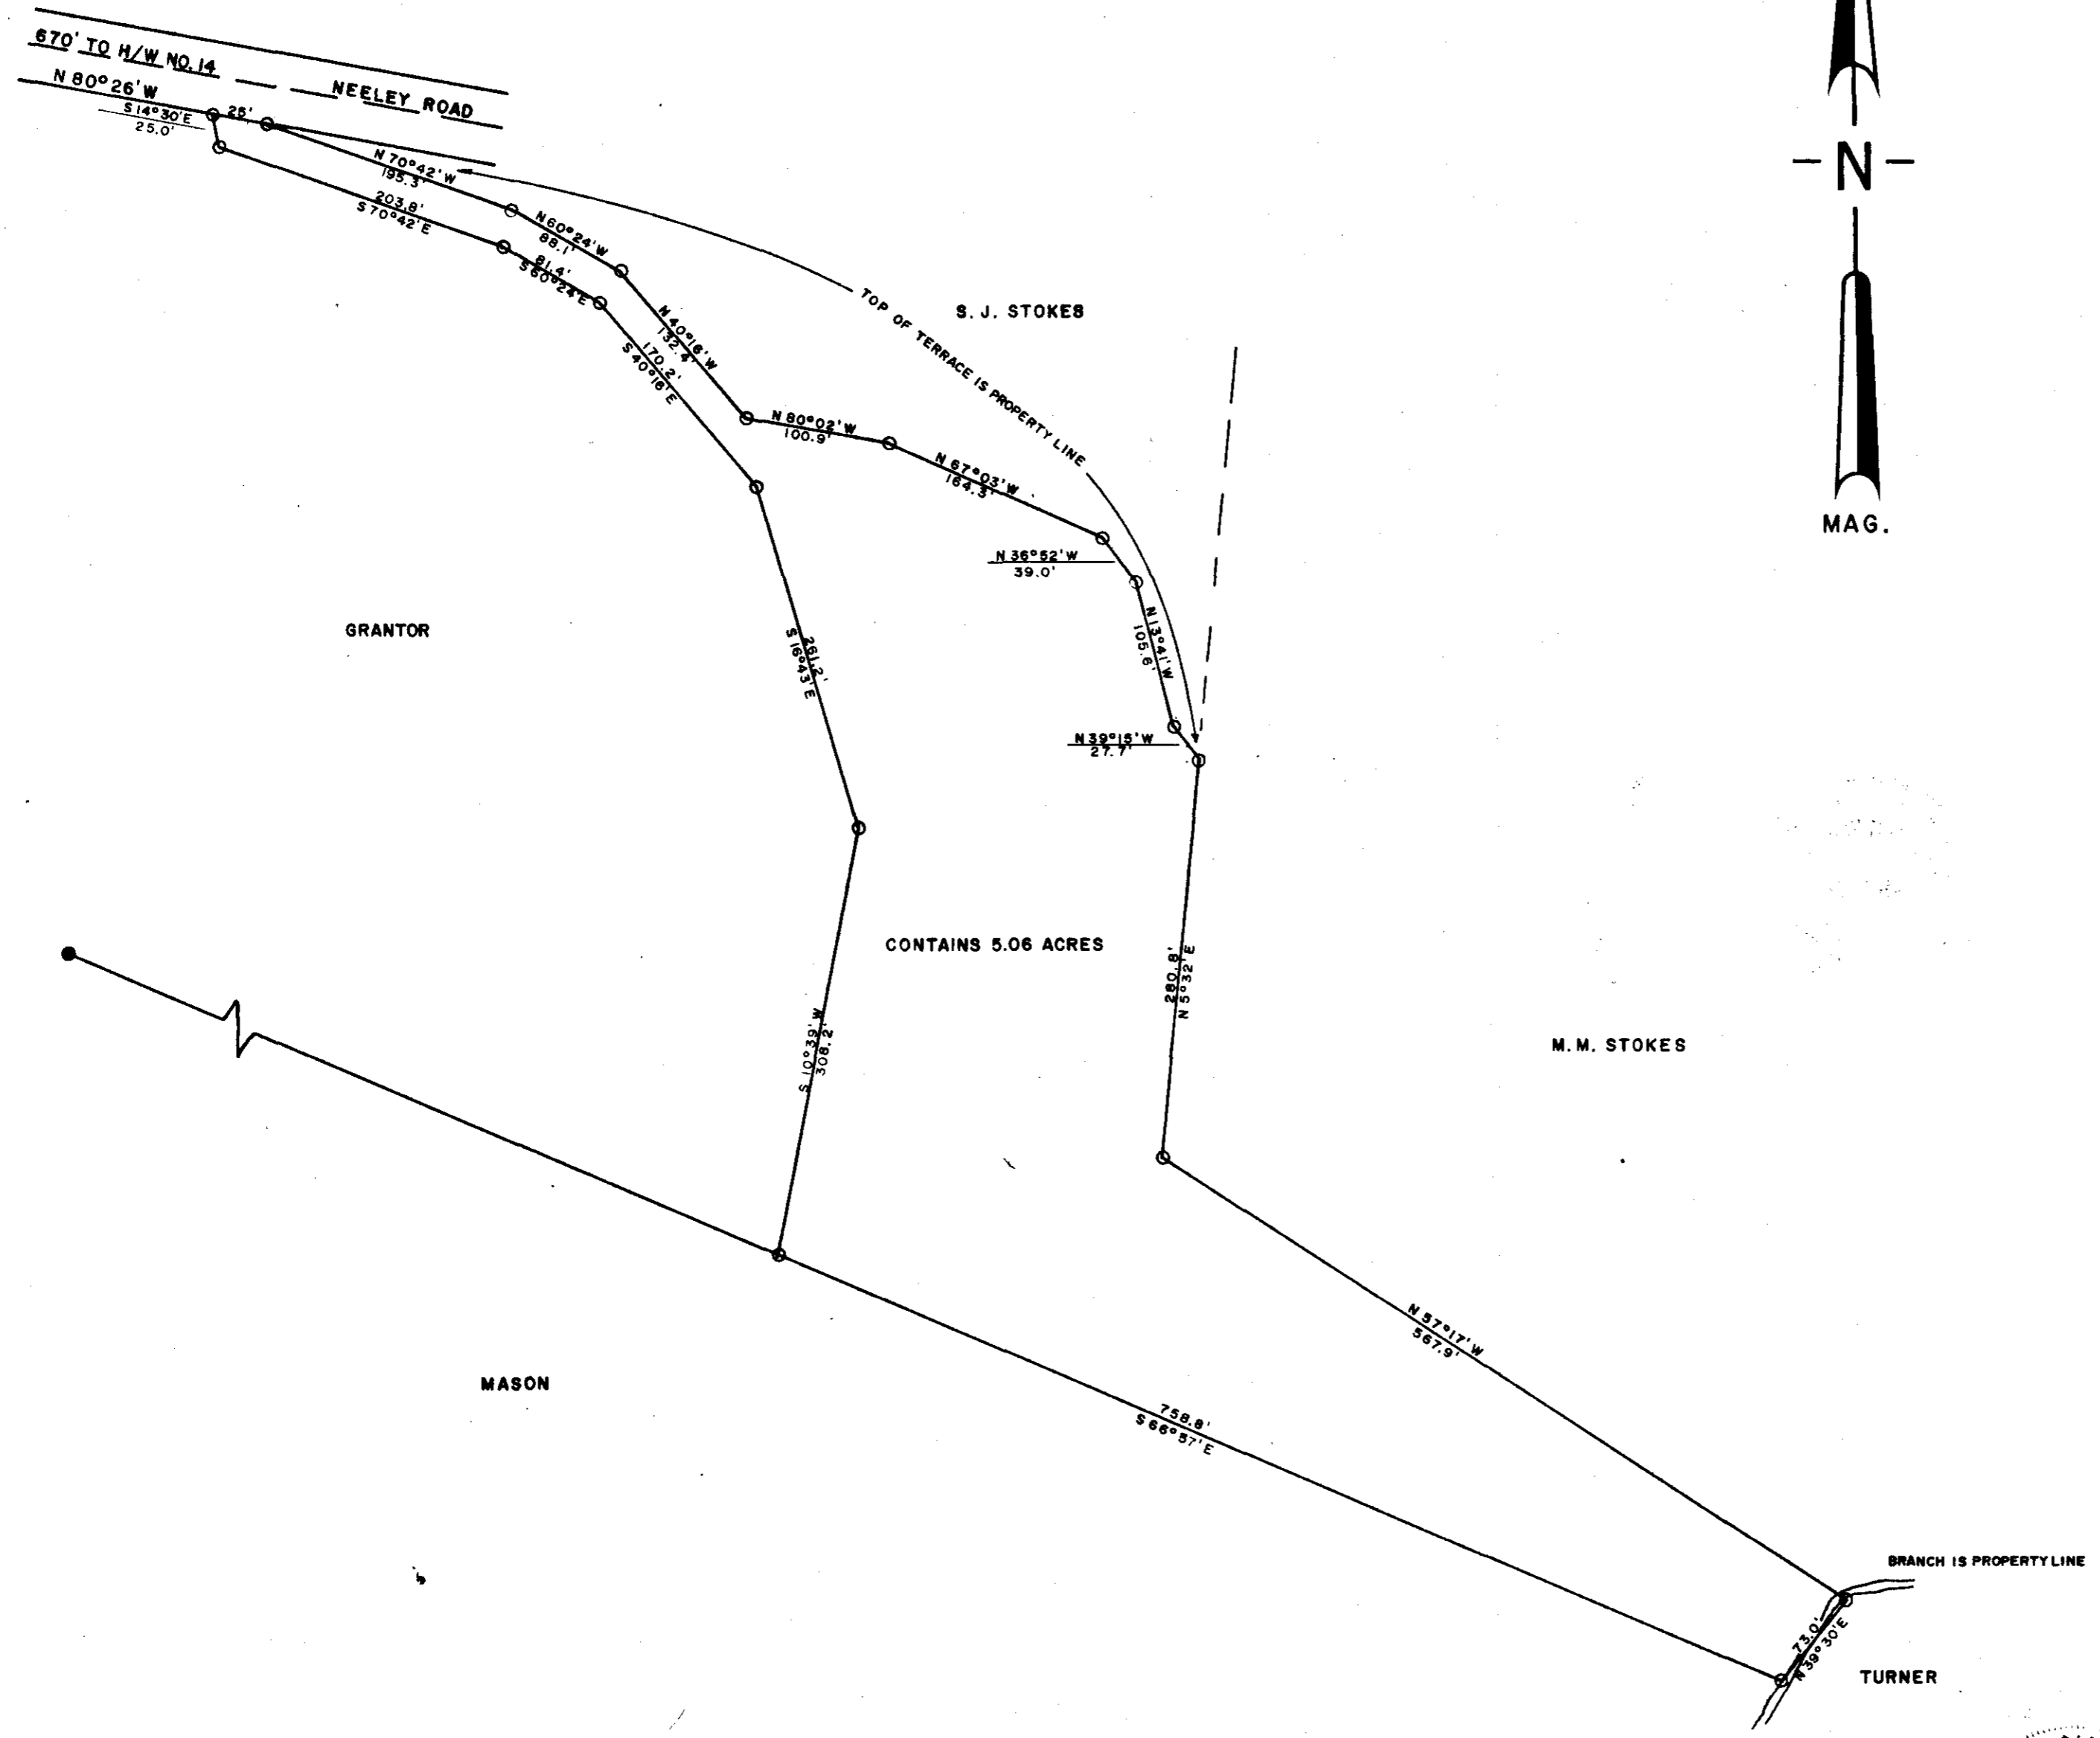 670' TO H/W NO. 14
N 80° 26' W
NEELEY ROAD
S 14° 30' E
25.0'
25'
N 70° 42' W
195.3'
203.8'
S 70° 42' E
N 60° 24' W
88.1'
81.4'
S 60° 24' E
N 40° 16' W
132.4'
170.2'
S 40° 16' E
TOP OF TERRACE IS PROPERTY LINE
S. J. STOKES
-N-
MAG.
N 80° 02' W
100.9'
N 67° 03' W
164.3'
N 36° 52' W
39.0'
N 13° 41' W
105.6'
N 39° 15' W
27.7'
GRANTOR
261.2'
S 16° 43' E
CONTAINS 5.06 ACRES
280.8'
N 5° 32' E
S 10° 39' W
308.2'
M. M. STOKES
MASON
N 57° 17' W
567.9'
758.8'
S 66° 57' E
BRANCH IS PROPERTY LINE
73.0'
N 39° 30' E
TURNER